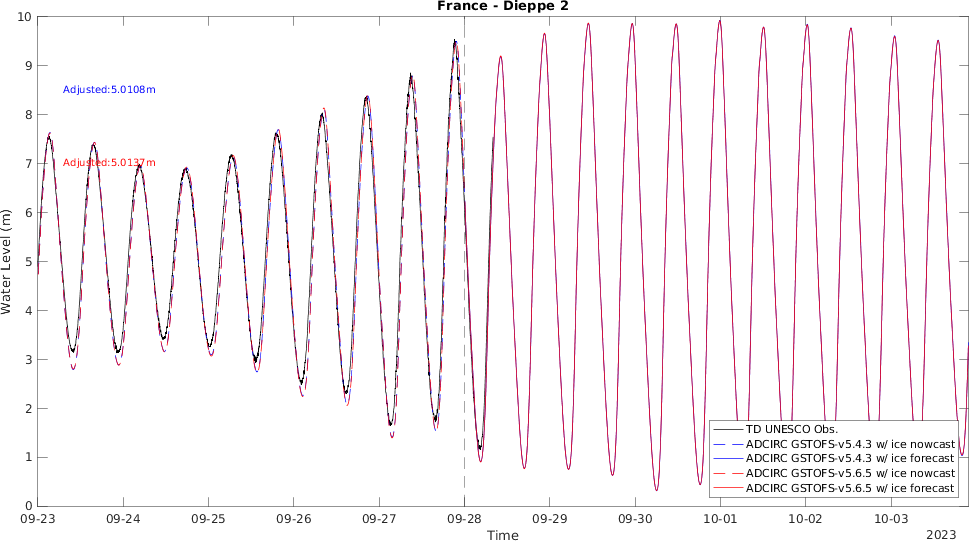 France - Dieppe 2
10
9
8
7
6
5
4
3
2
1
0
Water Level (m)
Adjusted:5.0108m
Adjusted:5.0137m
TD UNESCO Obs.
ADCIRC GSTOFS-v5.4.3 w/ ice nowcast
ADCIRC GSTOFS-v5.4.3 w/ ice forecast
ADCIRC GSTOFS-v5.6.5 w/ ice nowcast
ADCIRC GSTOFS-v5.6.5 w/ ice forecast
09-23 09-24 09-25 09-26 09-27 09-28 09-29 09-30 10-01 10-02 10-03
Time
2023